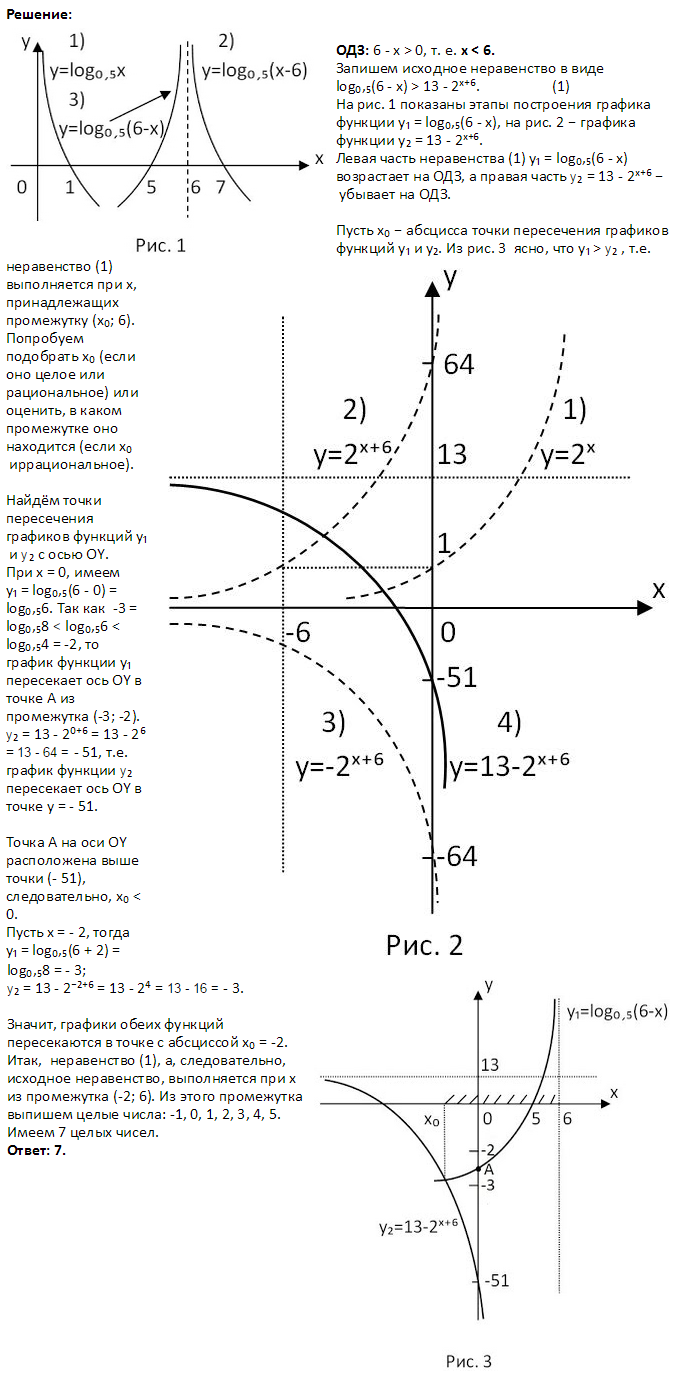 Решение:
y
1)
2)
y=log₀,₅x
y=log₀,₅(x-6)
3)
y=log₀,₅(6-x)
x
0 1 5 6 7
Рис. 1
ОДЗ: 6 - x > 0, т. е. x < 6.
Запишем исходное неравенство в виде
log₀,₅(6 - x) > 13 - 2ˣ⁺⁶. (1)
На рис. 1 показаны этапы построения графика
функции y₁ = log₀,₅(6 - x), на рис. 2 – графика
функции y₂ = 13 - 2ˣ⁺⁶.
Левая часть неравенства (1) y₁ = log₀,₅(6 - x)
возрастает на ОДЗ, а правая часть y₂ = 13 - 2ˣ⁺⁶ –
убывает на ОДЗ.
Пусть x₀ – абсцисса точки пересечения графиков
функций y₁ и y₂. Из рис. 3 ясно, что y₁ > y₂ , т.е.
неравенство (1)
выполняется при x,
принадлежащих
промежутку (x₀; 6).
Попробуем
подобрать x₀ (если
оно целое или
рациональное) или
оценить, в каком
промежутке оно
находится (если x₀
иррациональное).
Найдём точки
пересечения
графиков функций y₁
и y₂ с осью OY.
При x = 0, имеем
y₁ = log₀,₅(6 - 0) =
log₀,₅6. Так как -3 =
log₀,₅8 < log₀,₅6 <
log₀,₅4 = -2, то
график функции y₁
пересекает ось OY в
точке А из
промежутка (-3; -2).
y₂ = 13 - 2⁰⁺⁶ = 13 - 2⁶
= 13 - 64 = - 51, т.е.
график функции y₂
пересекает ось OY в
точке y = - 51.
Точка А на оси OY
расположена выше
точки (- 51),
следовательно, x₀ <
0.
Пусть x = - 2, тогда
y₁ = log₀,₅(6 + 2) =
log₀,₅8 = - 3;
y₂ = 13 - 2⁻²⁺⁶ = 13 - 2⁴ = 13 - 16 = - 3.
Значит, графики обеих функций
пересекаются в точке с абсциссой x₀ = -2.
Итак, неравенство (1), а, следовательно,
исходное неравенство, выполняется при x
из промежутка (-2; 6). Из этого промежутка
выпишем целые числа: -1, 0, 1, 2, 3, 4, 5.
Имеем 7 целых чисел.
Ответ: 7.
y
64
2)
1)
y=2ˣ⁺⁶
13
y=2ˣ
1
x
-6
0
-51
3)
4)
y=-2ˣ⁺⁶
y=13-2ˣ⁺⁶
-64
Рис. 2
y
y₁=log₀,₅(6-x)
13
x
x₀
0 5 6
-2
A
-3
y₂=13-2ˣ⁺⁶
-51
Рис. 3